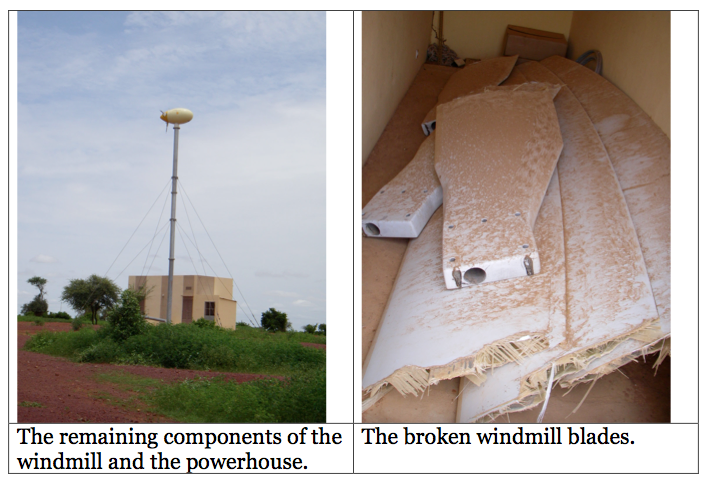 The remaining components of the
windmill and the powerhouse.
The broken windmill blades.